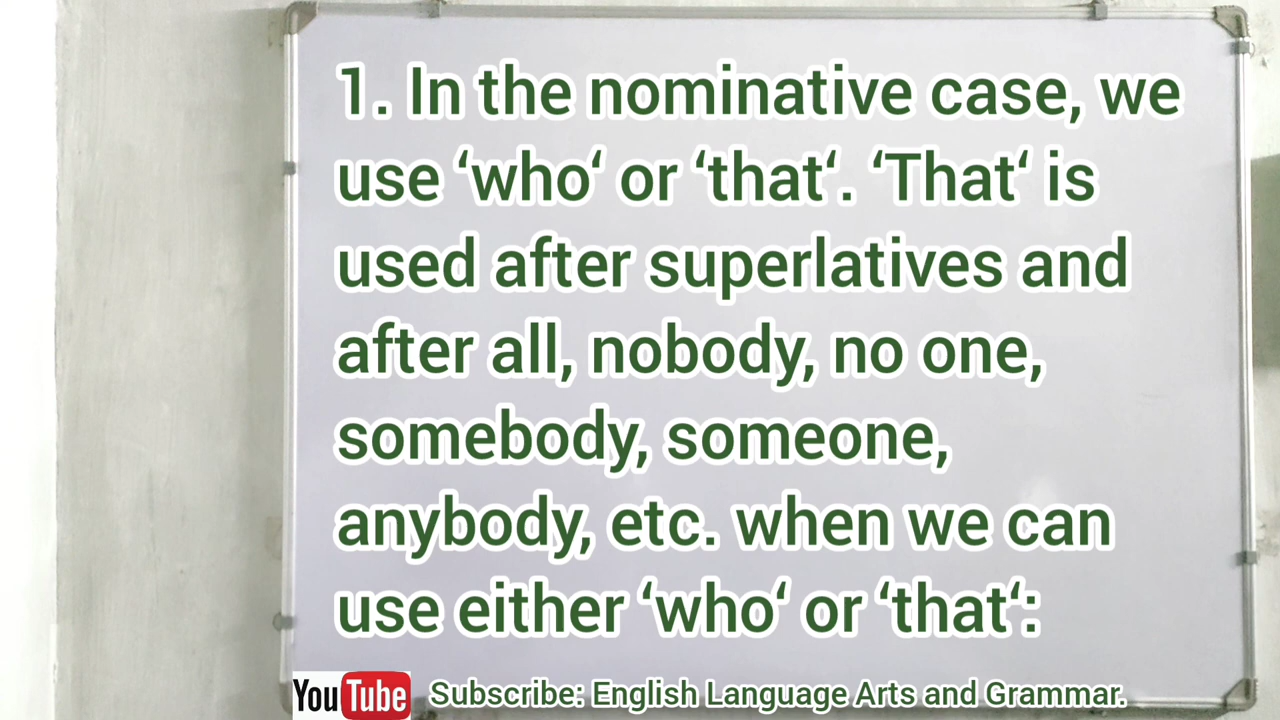 1. In the nominative case, we
use ‘who‘ or ‘that‘. ‘That‘ is
used after superlatives and
after all, nobody, no one,
somebody, someone,
anybody, etc. when we can
use either ‘who‘ or ‘that‘:
YouTube Subscribe: English Language Arts and Grammar.